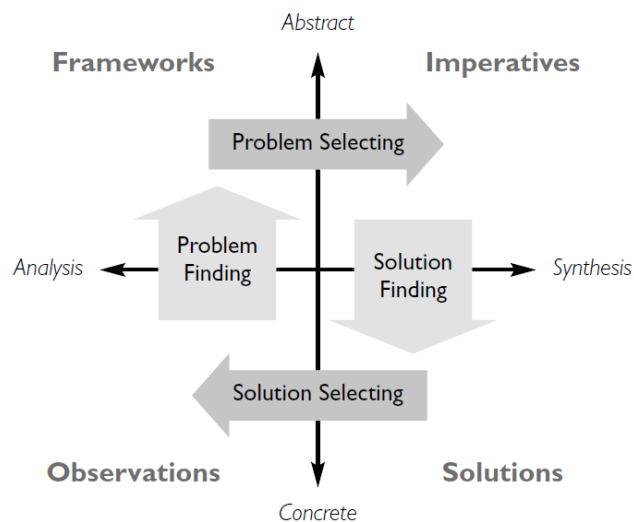 Abstract
Frameworks
Imperatives
Problem Selecting
Problem
Finding
Solution
Finding
Analysis
Synthesis
Solution Selecting
Observations
Solutions
Concrete